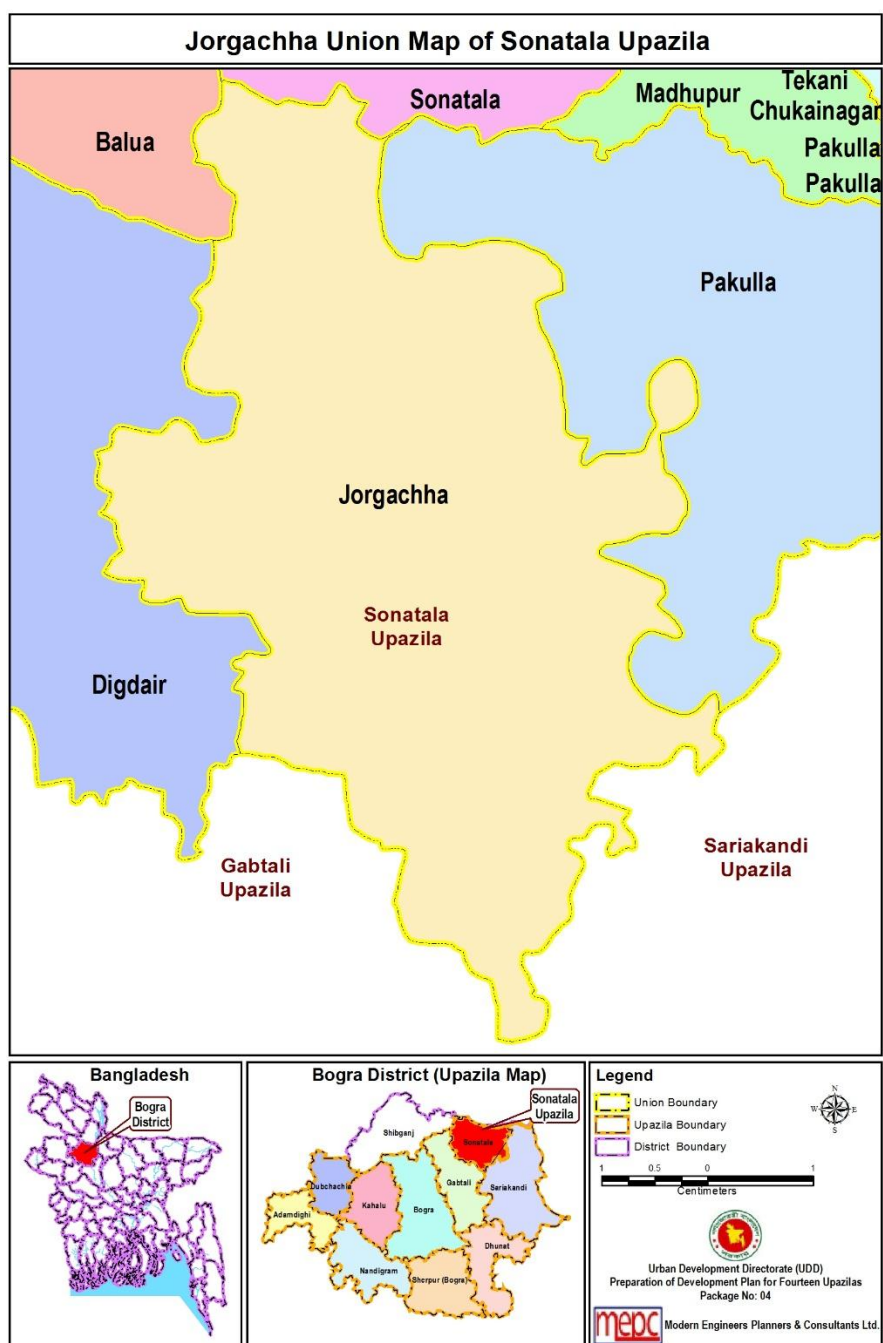 Jorgachha Union Map of Sonatala Upazila
Balua
Sonatala
Madhupur
Tekani
Chukainagar
Pakulla
Pakulla
Pakulla
Jorgachha
Sonatala
Upazila
Digdair
Gabtali
Upazila
Sariakandi
Upazila
Bangladesh
Bogra
District
Bogra District (Upazila Map)
Sonatala
Upazila
Shibganj
Sonatala
Dubchachia
Kahalu
Gabtali
Sariakandi
Adamdighi
Bogra
Dhunat
Nandigram
Sherpur (Bogra)
Legend
Union Boundary
Upazila Boundary
District Boundary
N
W
E
S
1 0.5 0 1
Centimeters
Urban Development Directorate (UDD)
Preparation of Development Plan for Fourteen Upazilas
Package No: 04
mepc
Modern Engineers Planners & Consultants Ltd.